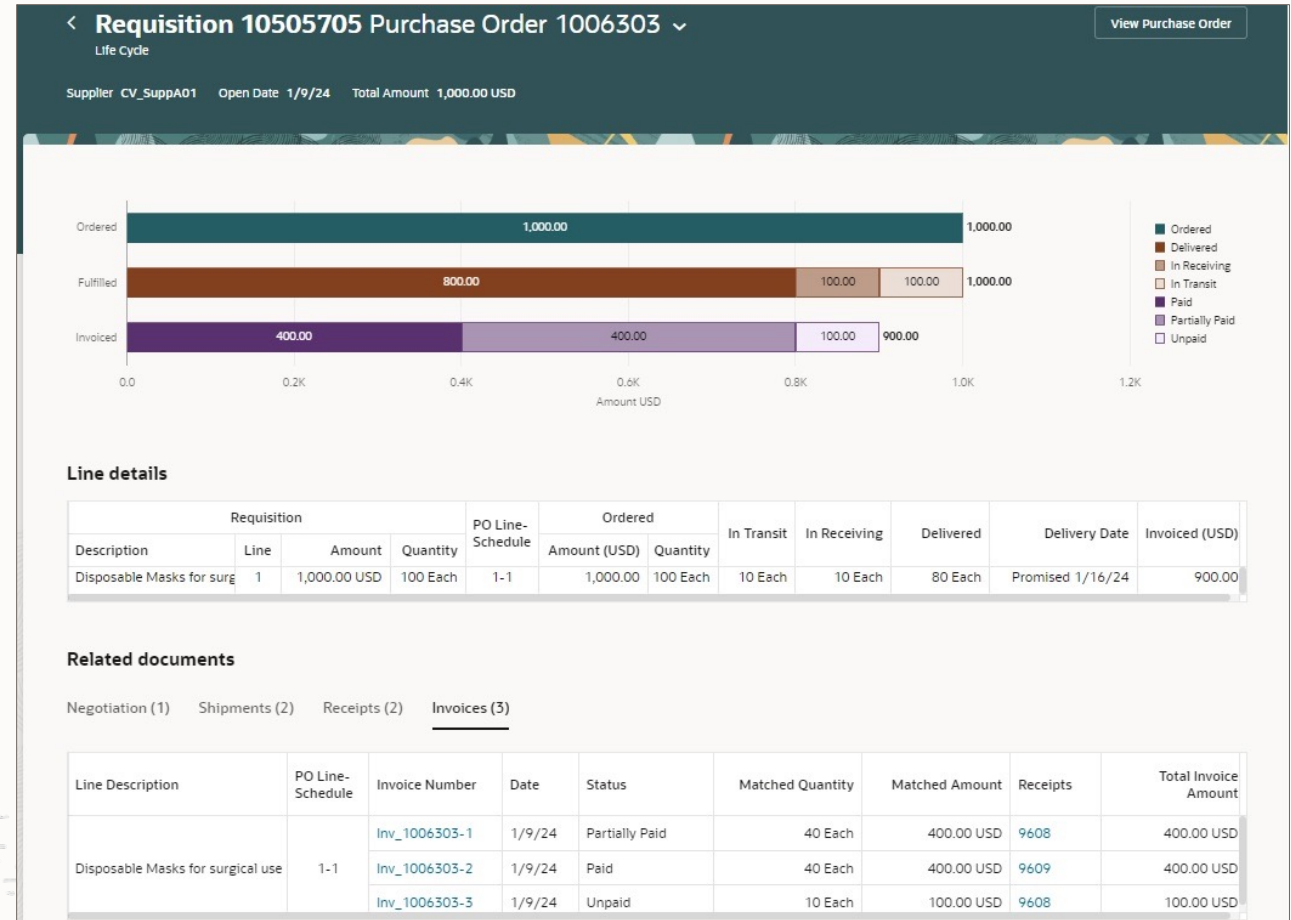 Requisition 10505705 Purchase Order 1006303
View Purchase Order
Life Cycle
Supplier CV_SuppA01 Open Date 1/9/24 Total Amount 1,000.00 USD
Ordered 1,000.00 1,000.00
Fulfilled 800.00 100.00 100.00 1,000.00
Invoiced 400.00 400.00 100.00 900.00
0.0 0.2K 0.4K 0.6K 0.8K 1.0K 1.2K
Amount USD
Ordered
Delivered
In Receiving
In Transit
Paid
Partially Paid
Unpaid
Line details
Requisition PO Line-Schedule Ordered In Transit In Receiving Delivered Delivery Date Invoiced (USD)
Description Line Amount Quantity Amount (USD) Quantity
Disposable Masks for surg 1 1,000.00 USD 100 Each 1-1 1,000.00 100 Each 10 Each 10 Each 80 Each Promised 1/16/24 900.00
Related documents
Negotiation (1) Shipments (2) Receipts (2) Invoices (3)
Line Description PO Line-Schedule Invoice Number Date Status Matched Quantity Matched Amount Receipts Total Invoice Amount
Inv_1006303-1 1/9/24 Partially Paid 40 Each 400.00 USD 9608 400.00 USD
Disposable Masks for surgical use 1-1 Inv_1006303-2 1/9/24 Paid 40 Each 400.00 USD 9609 400.00 USD
Inv_1006303-3 1/9/24 Unpaid 10 Each 100.00 USD 9608 100.00 USD